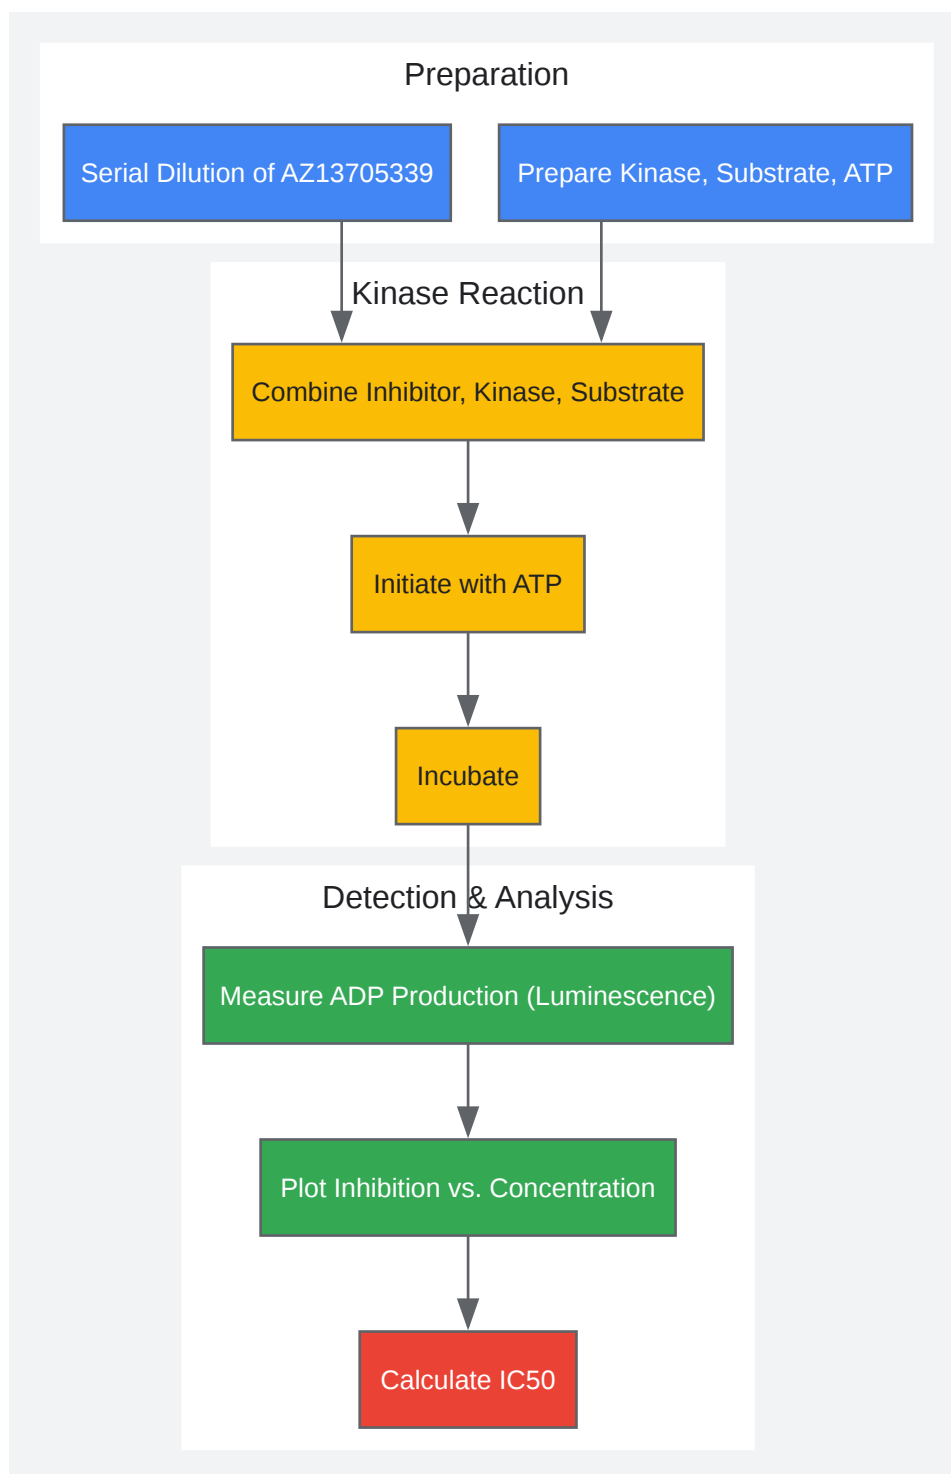 Preparation
Serial Dilution of AZ13705339
Prepare Kinase, Substrate, ATP
Kinase Reaction
Combine Inhibitor, Kinase, Substrate
Initiate with ATP
Incubate
Detection & Analysis
Measure ADP Production (Luminescence)
Plot Inhibition vs. Concentration
Calculate IC50